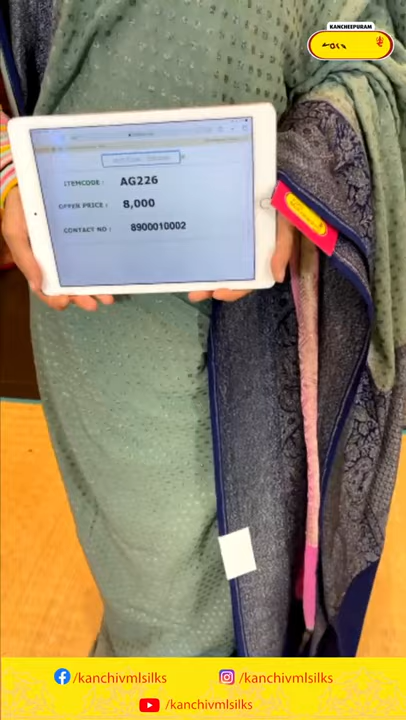 KANCHEEPURAM
ITEMCODE : AG226
OFFER PRICE : 8,000
CONTACT NO : 8900010002
/kanchivmlsilks
/kanchivmlsilks
/kanchivmlsilks